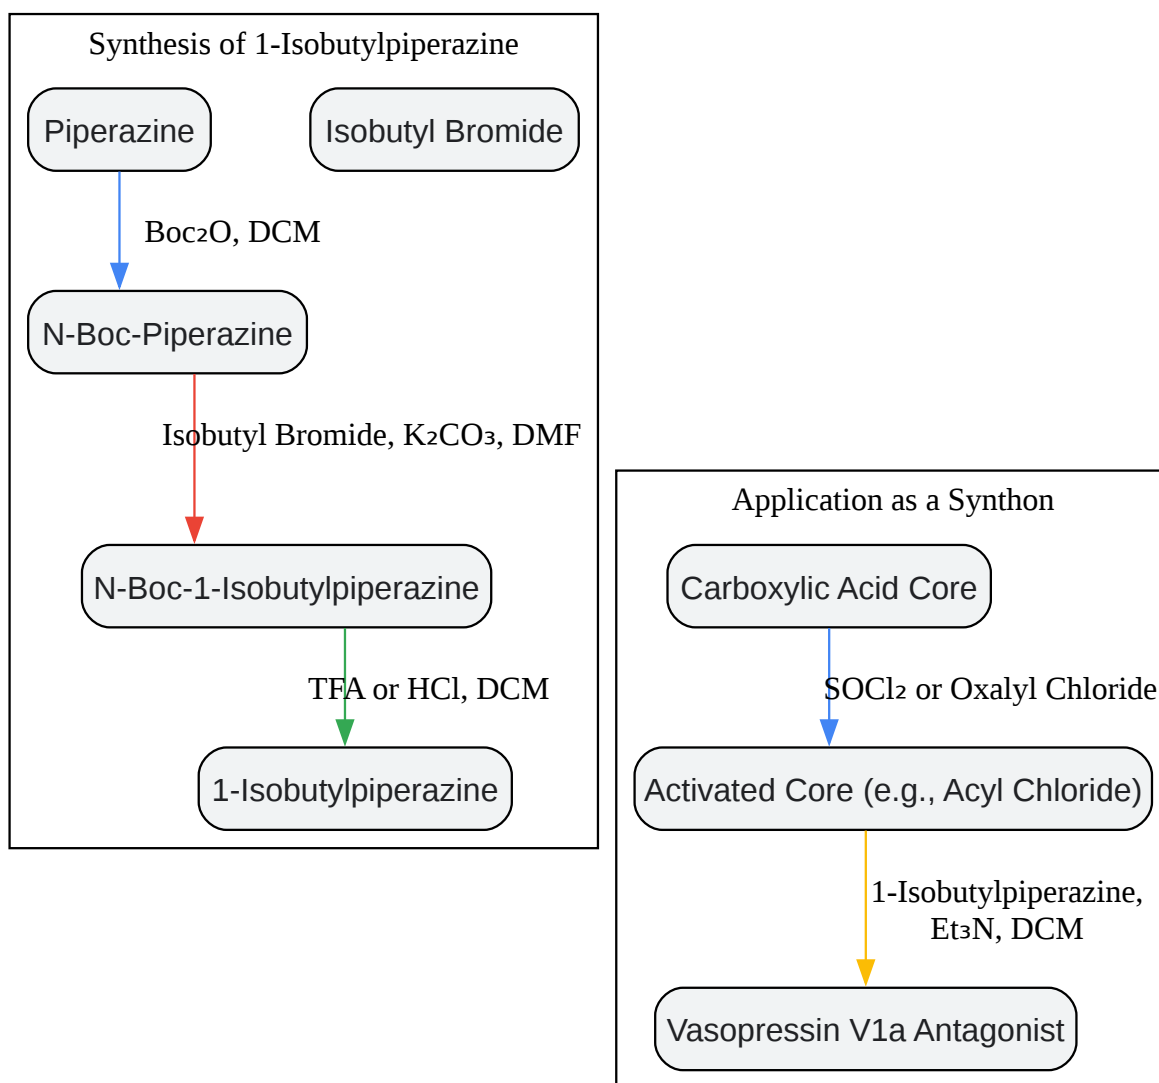 Synthesis of 1-Isobutylpiperazine
Piperazine
Isobutyl Bromide
Boc₂O, DCM
N-Boc-Piperazine
Isobutyl Bromide, K₂CO₃, DMF
N-Boc-1-Isobutylpiperazine
TFA or HCl, DCM
1-Isobutylpiperazine
Application as a Synthon
Carboxylic Acid Core
SOCl₂ or Oxalyl Chloride
Activated Core (e.g., Acyl Chloride)
1-Isobutylpiperazine,
Et₃N, DCM
Vasopressin V1a Antagonist